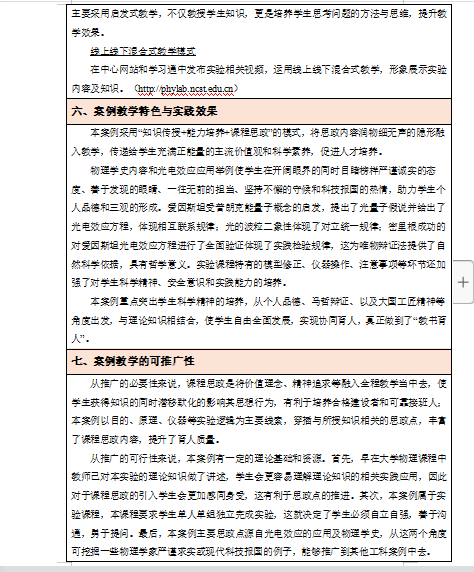 主要采用启发式教学，不仅教授学生知识，更是培养学生思考问题的方法与思维，提升教
学效果。
线上线下混合式教学模式
在中心网站和学习通中发布实验相关视频，运用线上线下混合式教学，形象展示实验
内容及知识。（http://phylab.ncst.edu.cn）
六、案例教学特色与实践效果
本案例采用“知识传授+能力培养+课程思政”的模式，将思政内容润物细无声的隐形融
入教学，传递给学生充满正能量的主流价值观和科学素养，促进人才培养。
物理学史内容和光电效应应用举例使学生在开阔眼界的同时目睹榜样严谨诚实的态
度、善于发现的眼睛、一往无前的担当、坚持不懈的守候和科技报国的热情，助力学生个
人品德和三观的形成。爱因斯坦受普朗克能量子概念的启发，提出了光量子假说并给出了
光电效应方程，体现相互联系规律；光的波粒二象性体现了对立统一规律；密里根成功的
对爱因斯坦光电效应方程进行了全面验证体现了实践检验规律，这为唯物辩证法提供了自
然科学依据，具有哲学意义。实验课程特有的模型修正、仪器操作、注意事项等环节还加
强了对学生科学精神、安全意识和实践能力的培养。
本案例重点突出学生科学精神的培养，从个人品德、马哲辩证、以及大国工匠精神等
角度出发，与理论知识相结合，使学生自由全面发展，实现协同育人，真正做到了“教书育
人”。
七、案例教学的可推广性
从推广的必要性来说，课程思政是将价值理念、精神追求等融入全程教学当中去，使
学生获得知识的同时潜移默化的影响其思想行为，有利于培养合格建设者和可靠接班人；
本案例以目的、原理、仪器等实验逻辑为主要线索，穿插与所授知识相关的思政点，丰富
了课程思政内容，提升了育人质量。
从推广的可行性来说，本案例有一定的理论基础和资源。首先，早在大学物理课程中
教师已对本实验的理论知识做了讲述，学生会更容易理解理论知识的相关实践应用，因此
对于课程思政的引入学生会更加感同身受，这有利于思政点的推进。其次，本案例属于实
验课程，本课程要求学生单人单组独立完成实验，这就决定了学生必须自立自强，善于沟
通，勇于提问。最后，本案例主要思政点源自光电效应的应用及物理学史，从这两个角度
可挖掘一些物理学家严谨求实或现代科技报国的例子，能够推广到其他工科案例中去。